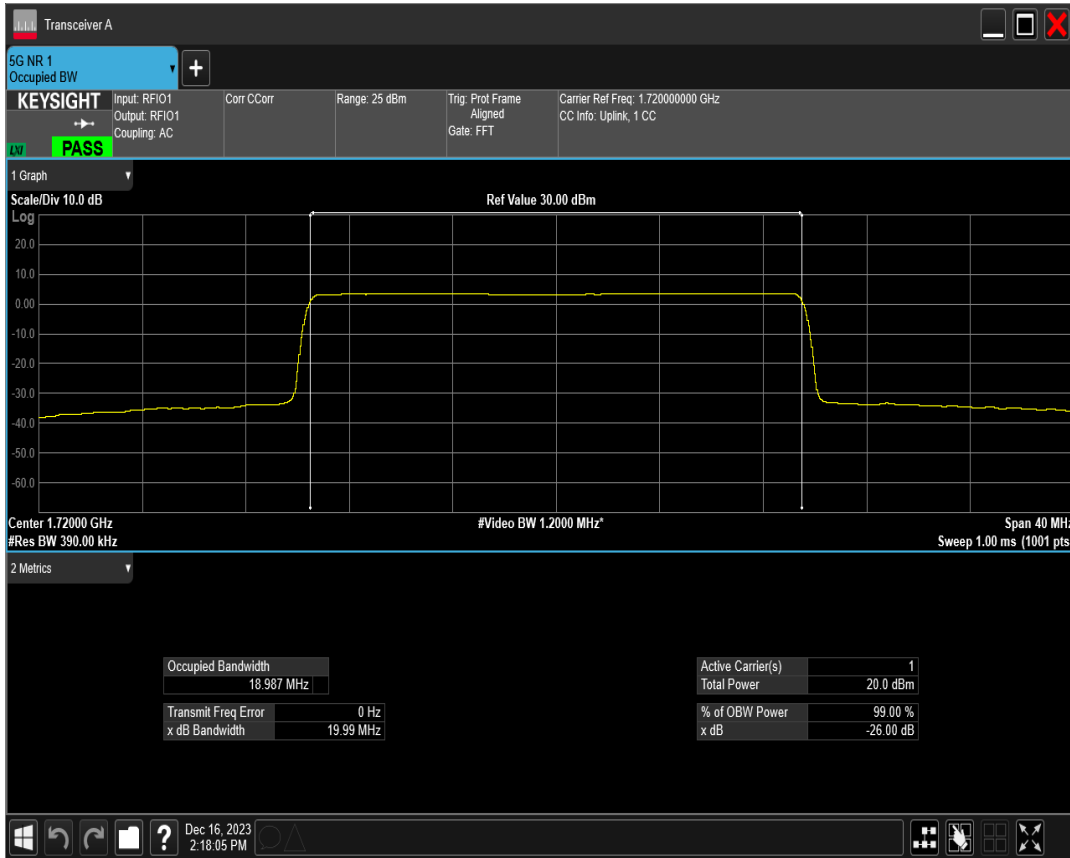 Transceiver A
5G NR 1
Occupied BW
KEYSIGHT
LXI
PASS
Input: RFIO1
Output: RFIO1
Coupling: AC
Corr CCorr
Range: 25 dBm
Trig: Prot Frame
Aligned
Gate: FFT
Carrier Ref Freq: 1.720000000 GHz
CC Info: Uplink, 1 CC
1 Graph
Scale/Div 10.0 dB
Ref Value 30.00 dBm
Log
20.0
10.0
0.00
-10.0
-20.0
-30.0
-40.0
-50.0
-60.0
Center 1.72000 GHz
#Video BW 1.2000 MHz*
Span 40 MHz
#Res BW 390.00 kHz
Sweep 1.00 ms (1001 pts
2 Metrics
Occupied Bandwidth
18.987 MHz
Transmit Freq Error 0 Hz
x dB Bandwidth 19.99 MHz
Active Carrier(s) 1
Total Power 20.0 dBm
% of OBW Power 99.00 %
x dB -26.00 dB
Dec 16, 2023
2:18:05 PM